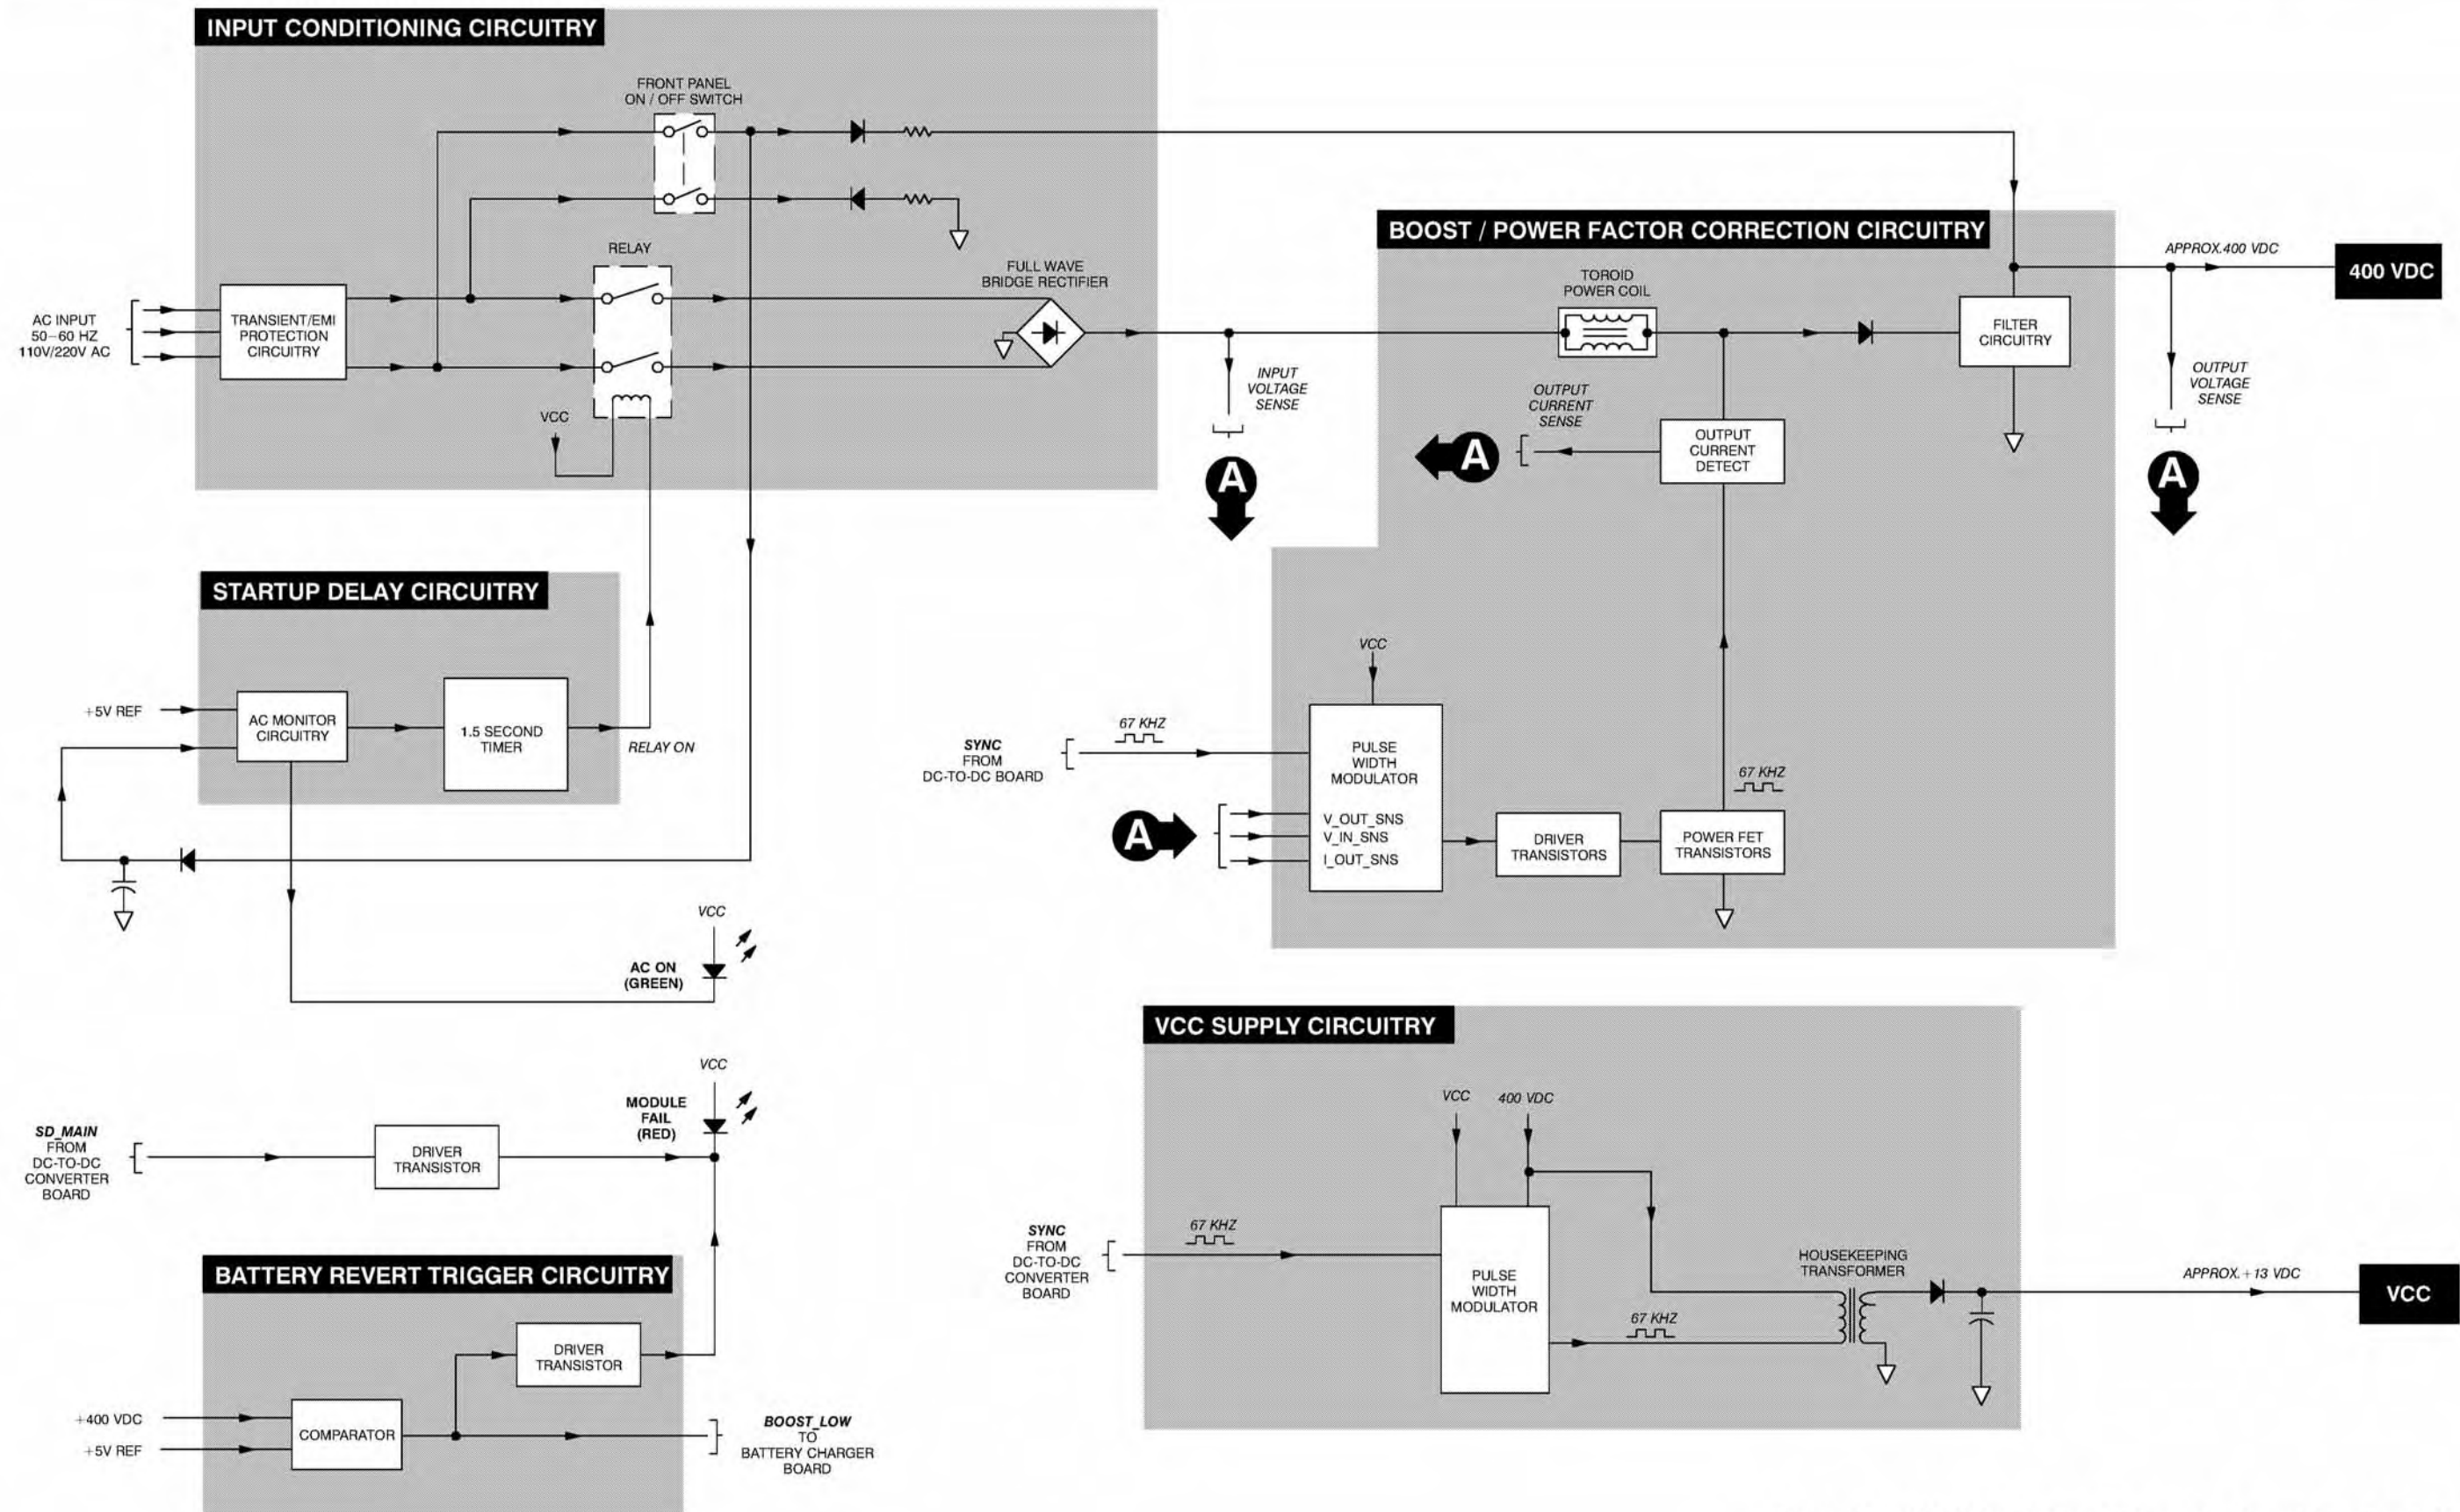 INPUT CONDITIONING CIRCUITRY
FRONT PANEL
ON / OFF SWITCH
RELAY
FULL WAVE
BRIDGE RECTIFIER
AC INPUT
50–60 HZ
110V/220V AC
TRANSIENT/EMI
PROTECTION
CIRCUITRY
VCC
INPUT
VOLTAGE
SENSE
A
BOOST / POWER FACTOR CORRECTION CIRCUITRY
TOROID
POWER COIL
APPROX.400 VDC
400 VDC
FILTER
CIRCUITRY
OUTPUT
VOLTAGE
SENSE
A
OUTPUT
CURRENT
SENSE
A
OUTPUT
CURRENT
DETECT
VCC
67 KHZ
SYNC
FROM
DC-TO-DC BOARD
PULSE
WIDTH
MODULATOR
V_OUT_SNS
V_IN_SNS
I_OUT_SNS
A
DRIVER
TRANSISTORS
67 KHZ
POWER FET
TRANSISTORS
STARTUP DELAY CIRCUITRY
+5V REF
AC MONITOR
CIRCUITRY
1.5 SECOND
TIMER
RELAY ON
VCC
AC ON
(GREEN)
VCC
MODULE
FAIL
(RED)
SD_MAIN
FROM
DC-TO-DC
CONVERTER
BOARD
DRIVER
TRANSISTOR
BATTERY REVERT TRIGGER CIRCUITRY
DRIVER
TRANSISTOR
+400 VDC
+5V REF
COMPARATOR
BOOST_LOW
TO
BATTERY CHARGER
BOARD
VCC SUPPLY CIRCUITRY
VCC
400 VDC
SYNC
FROM
DC-TO-DC
CONVERTER
BOARD
67 KHZ
PULSE
WIDTH
MODULATOR
67 KHZ
HOUSEKEEPING
TRANSFORMER
APPROX.+13 VDC
VCC